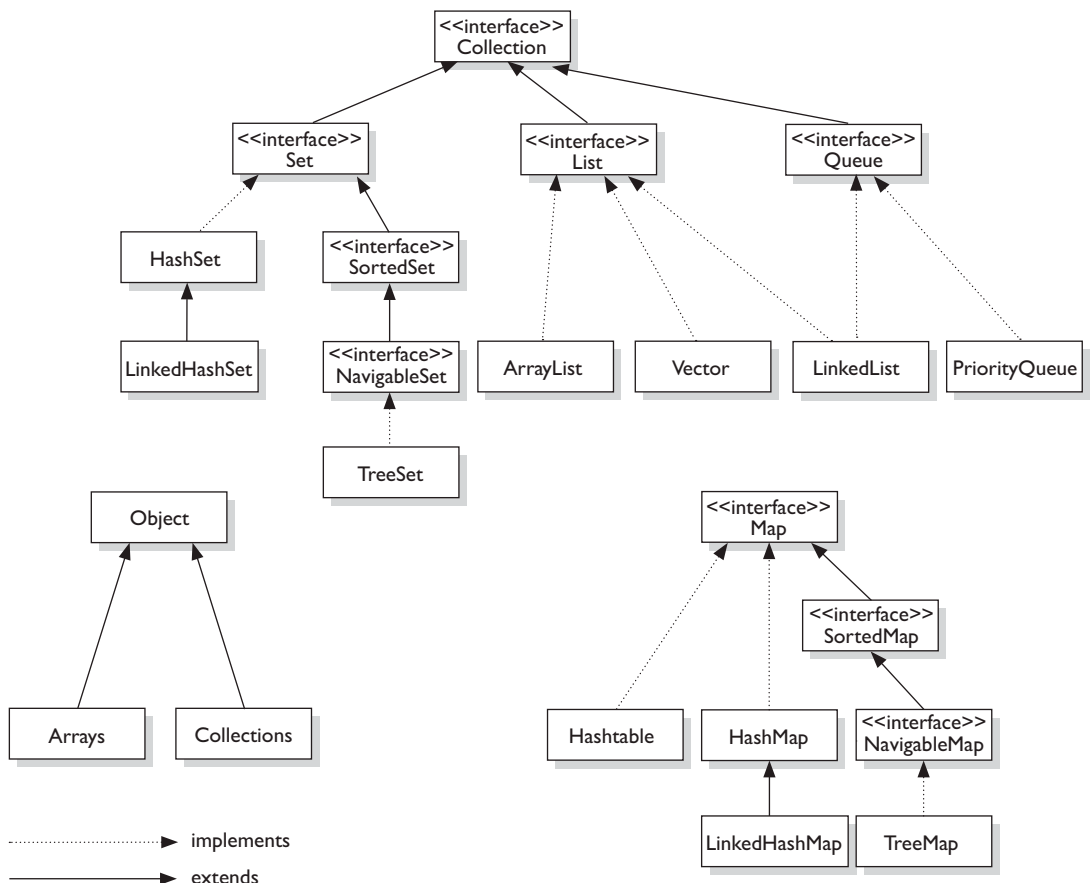 <<interface>>
Collection
<<interface>>
Set
<<interface>>
List
<<interface>>
Queue
HashSet
<<interface>>
SortedSet
LinkedHashSet
<<interface>>
NavigableSet
ArrayList
Vector
LinkedList
PriorityQueue
TreeSet
Object
<<interface>>
Map
<<interface>>
SortedMap
Arrays
Collections
Hashtable
HashMap
<<interface>>
NavigableMap
LinkedHashMap
TreeMap
implements
extends